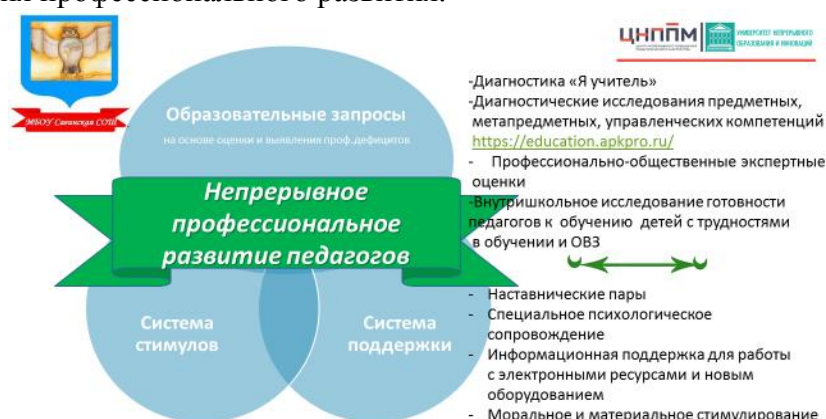 профессионального развития.
ЦНППМ
УНИВЕРСИТЕТ НЕПРЕРЫВНОГО
ОБРАЗОВАНИЯ И ИННОВАЦИЙ
МБОУ Саганская СОШ
Образовательные запросы
на основе оценки и выявления проф.дефицитов
Непрерывное
профессиональное
развитие педагогов
Система
стимулов
Система
поддержки
-Диагностика «Я учитель»
-Диагностические исследования предметных,
метапредметных, управленческих компетенций
https://education.apkpro.ru/
- Профессионально-общественные экспертные
оценки
-Внутришкольное исследование готовности
педагогов к обучению детей с трудностями
в обучении и ОВЗ
- Наставнические пары
- Специальное психологическое
сопровождение
- Информационная поддержка для работы
с электронными ресурсами и новым
оборудованием
- Моральное и материальное стимулирование